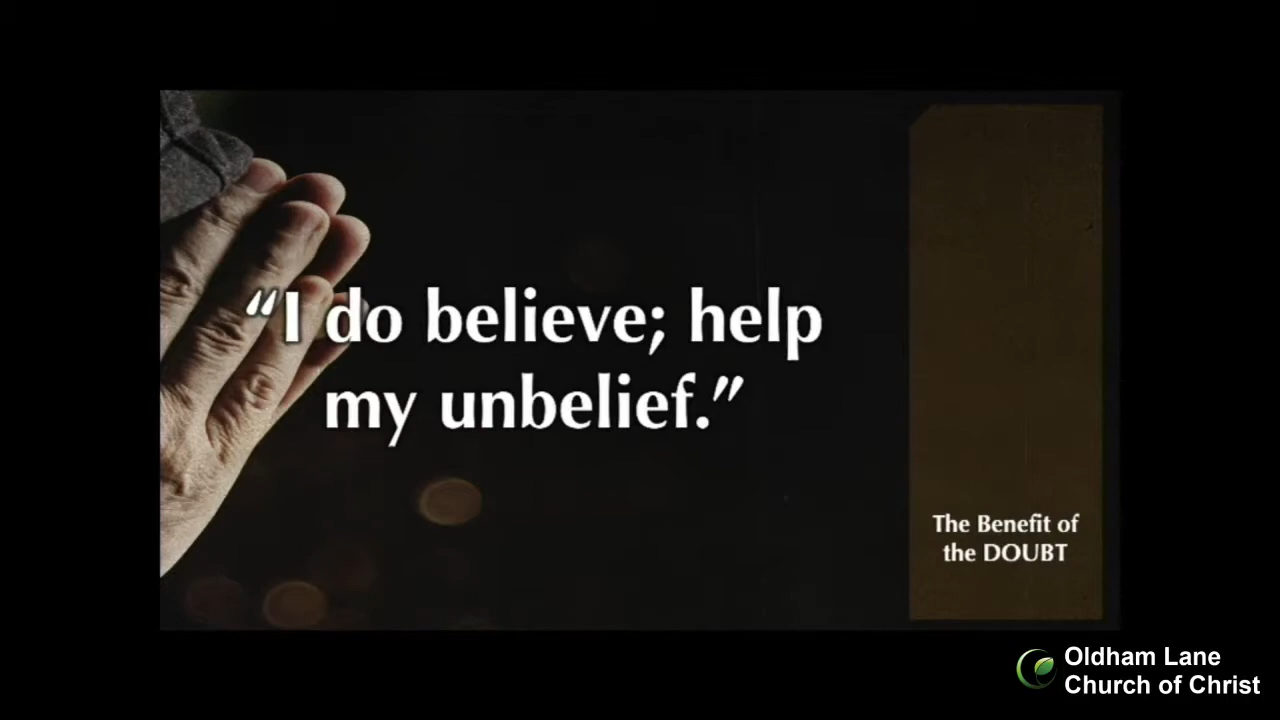 “I do believe; help
my unbelief.”
The Benefit of
the DOUBT
Oldham Lane
Church of Christ